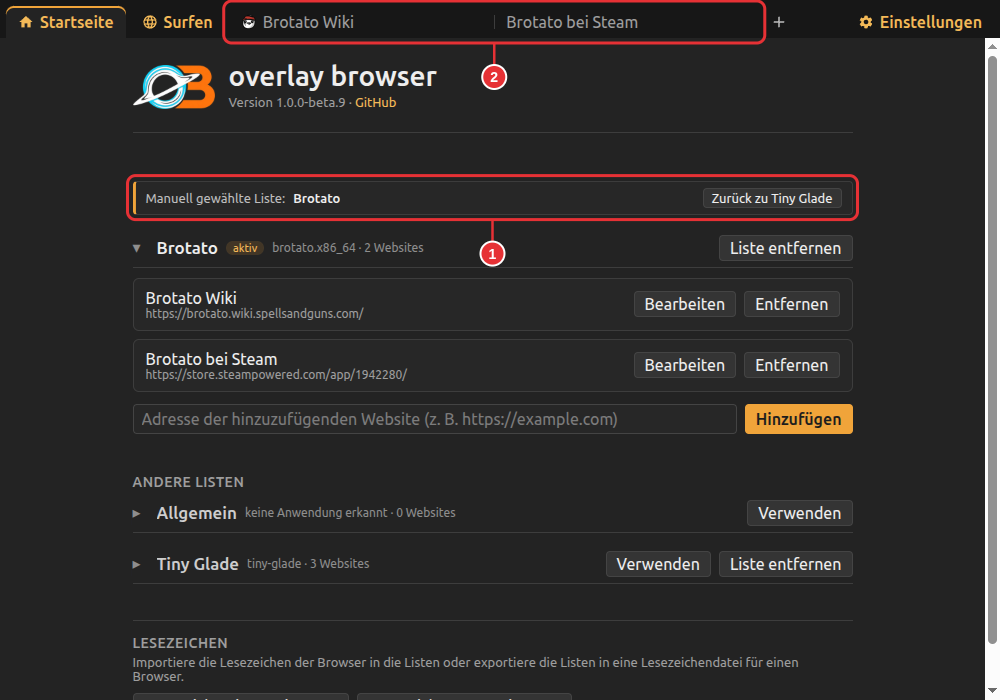 Startseite
Surfen
Brotato Wiki
Brotato bei Steam
+
Einstellungen
2
overlay browser
Version 1.0.0-beta.9 · GitHub
Manuell gewählte Liste: Brotato
Zurück zu Tiny Glade
1
Brotato aktiv brotato.x86_64 · 2 Websites
Liste entfernen
Brotato Wiki
https://brotato.wiki.spellsandguns.com/
Bearbeiten
Entfernen
Brotato bei Steam
https://store.steampowered.com/app/1942280/
Bearbeiten
Entfernen
Adresse der hinzuzufügenden Website (z. B. https://example.com)
Hinzufügen
ANDERE LISTEN
Allgemein keine Anwendung erkannt · 0 Websites
Verwenden
Tiny Glade tiny-glade · 3 Websites
Verwenden
Liste entfernen
LESEZEICHEN
Importiere die Lesezeichen der Browser in die Listen oder exportiere die Listen in eine Lesezeichendatei für einen
Browser.